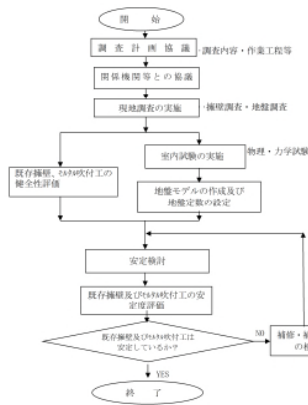 開　始
調 査 計 画 協 議
・調査内容・作業工程等
関係機関等との協議
現地調査の実施
・擁壁調査・地盤調査
室内試験の実施
物理・力学試験
既存擁壁、ﾓﾙﾀﾙ吹付工の
健全性評価
地盤モデルの作成及び
地盤定数の設定
安定検討
既存擁壁及びﾓﾙﾀﾙ吹付工の安
定度評価
既存擁壁及びﾓﾙﾀﾙ吹付工は
安定しているか?
NO
補修・補
の検
YES
終　了